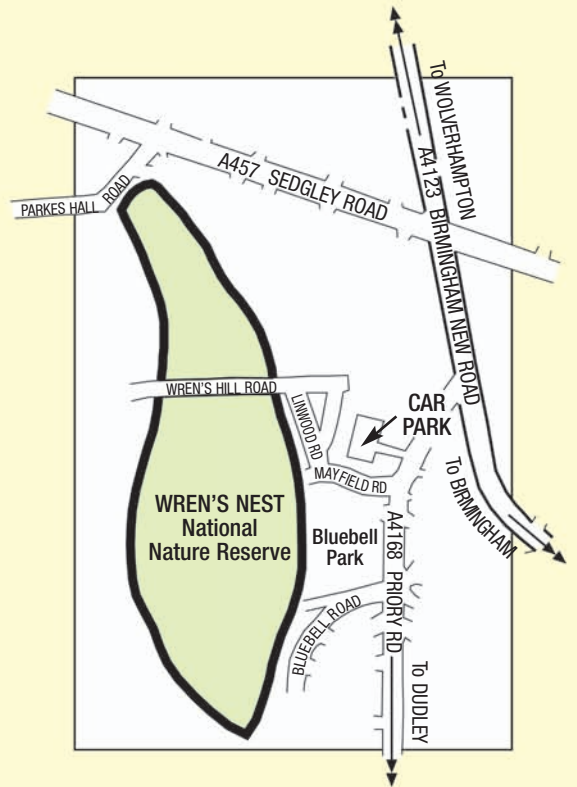 To WOLVERHAMPTON
A4123 BIRMINGHAM NEW ROAD
A457 SEDGLEY ROAD
PARKES HALL ROAD
WREN'S HILL ROAD
LINWOOD RD
CAR
PARK
MAYFIELD RD
To BIRMINGHAM
WREN'S NEST
National
Nature Reserve
Bluebell
Park
A4168 PRIORY RD
BLUEBELL ROAD
To DUDLEY